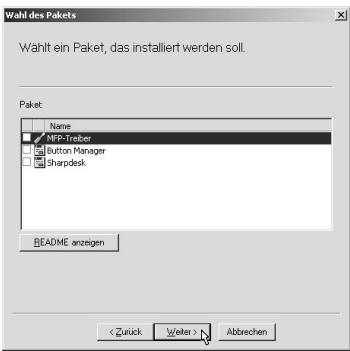 Wahl des Pakets
Wählt ein Paket, das installiert werden soll.
Paket:
Name
MFP-Treiber
Button Manager
Sharpdesk
README anzeigen
< Zurück
Weiter >
Abbrechen